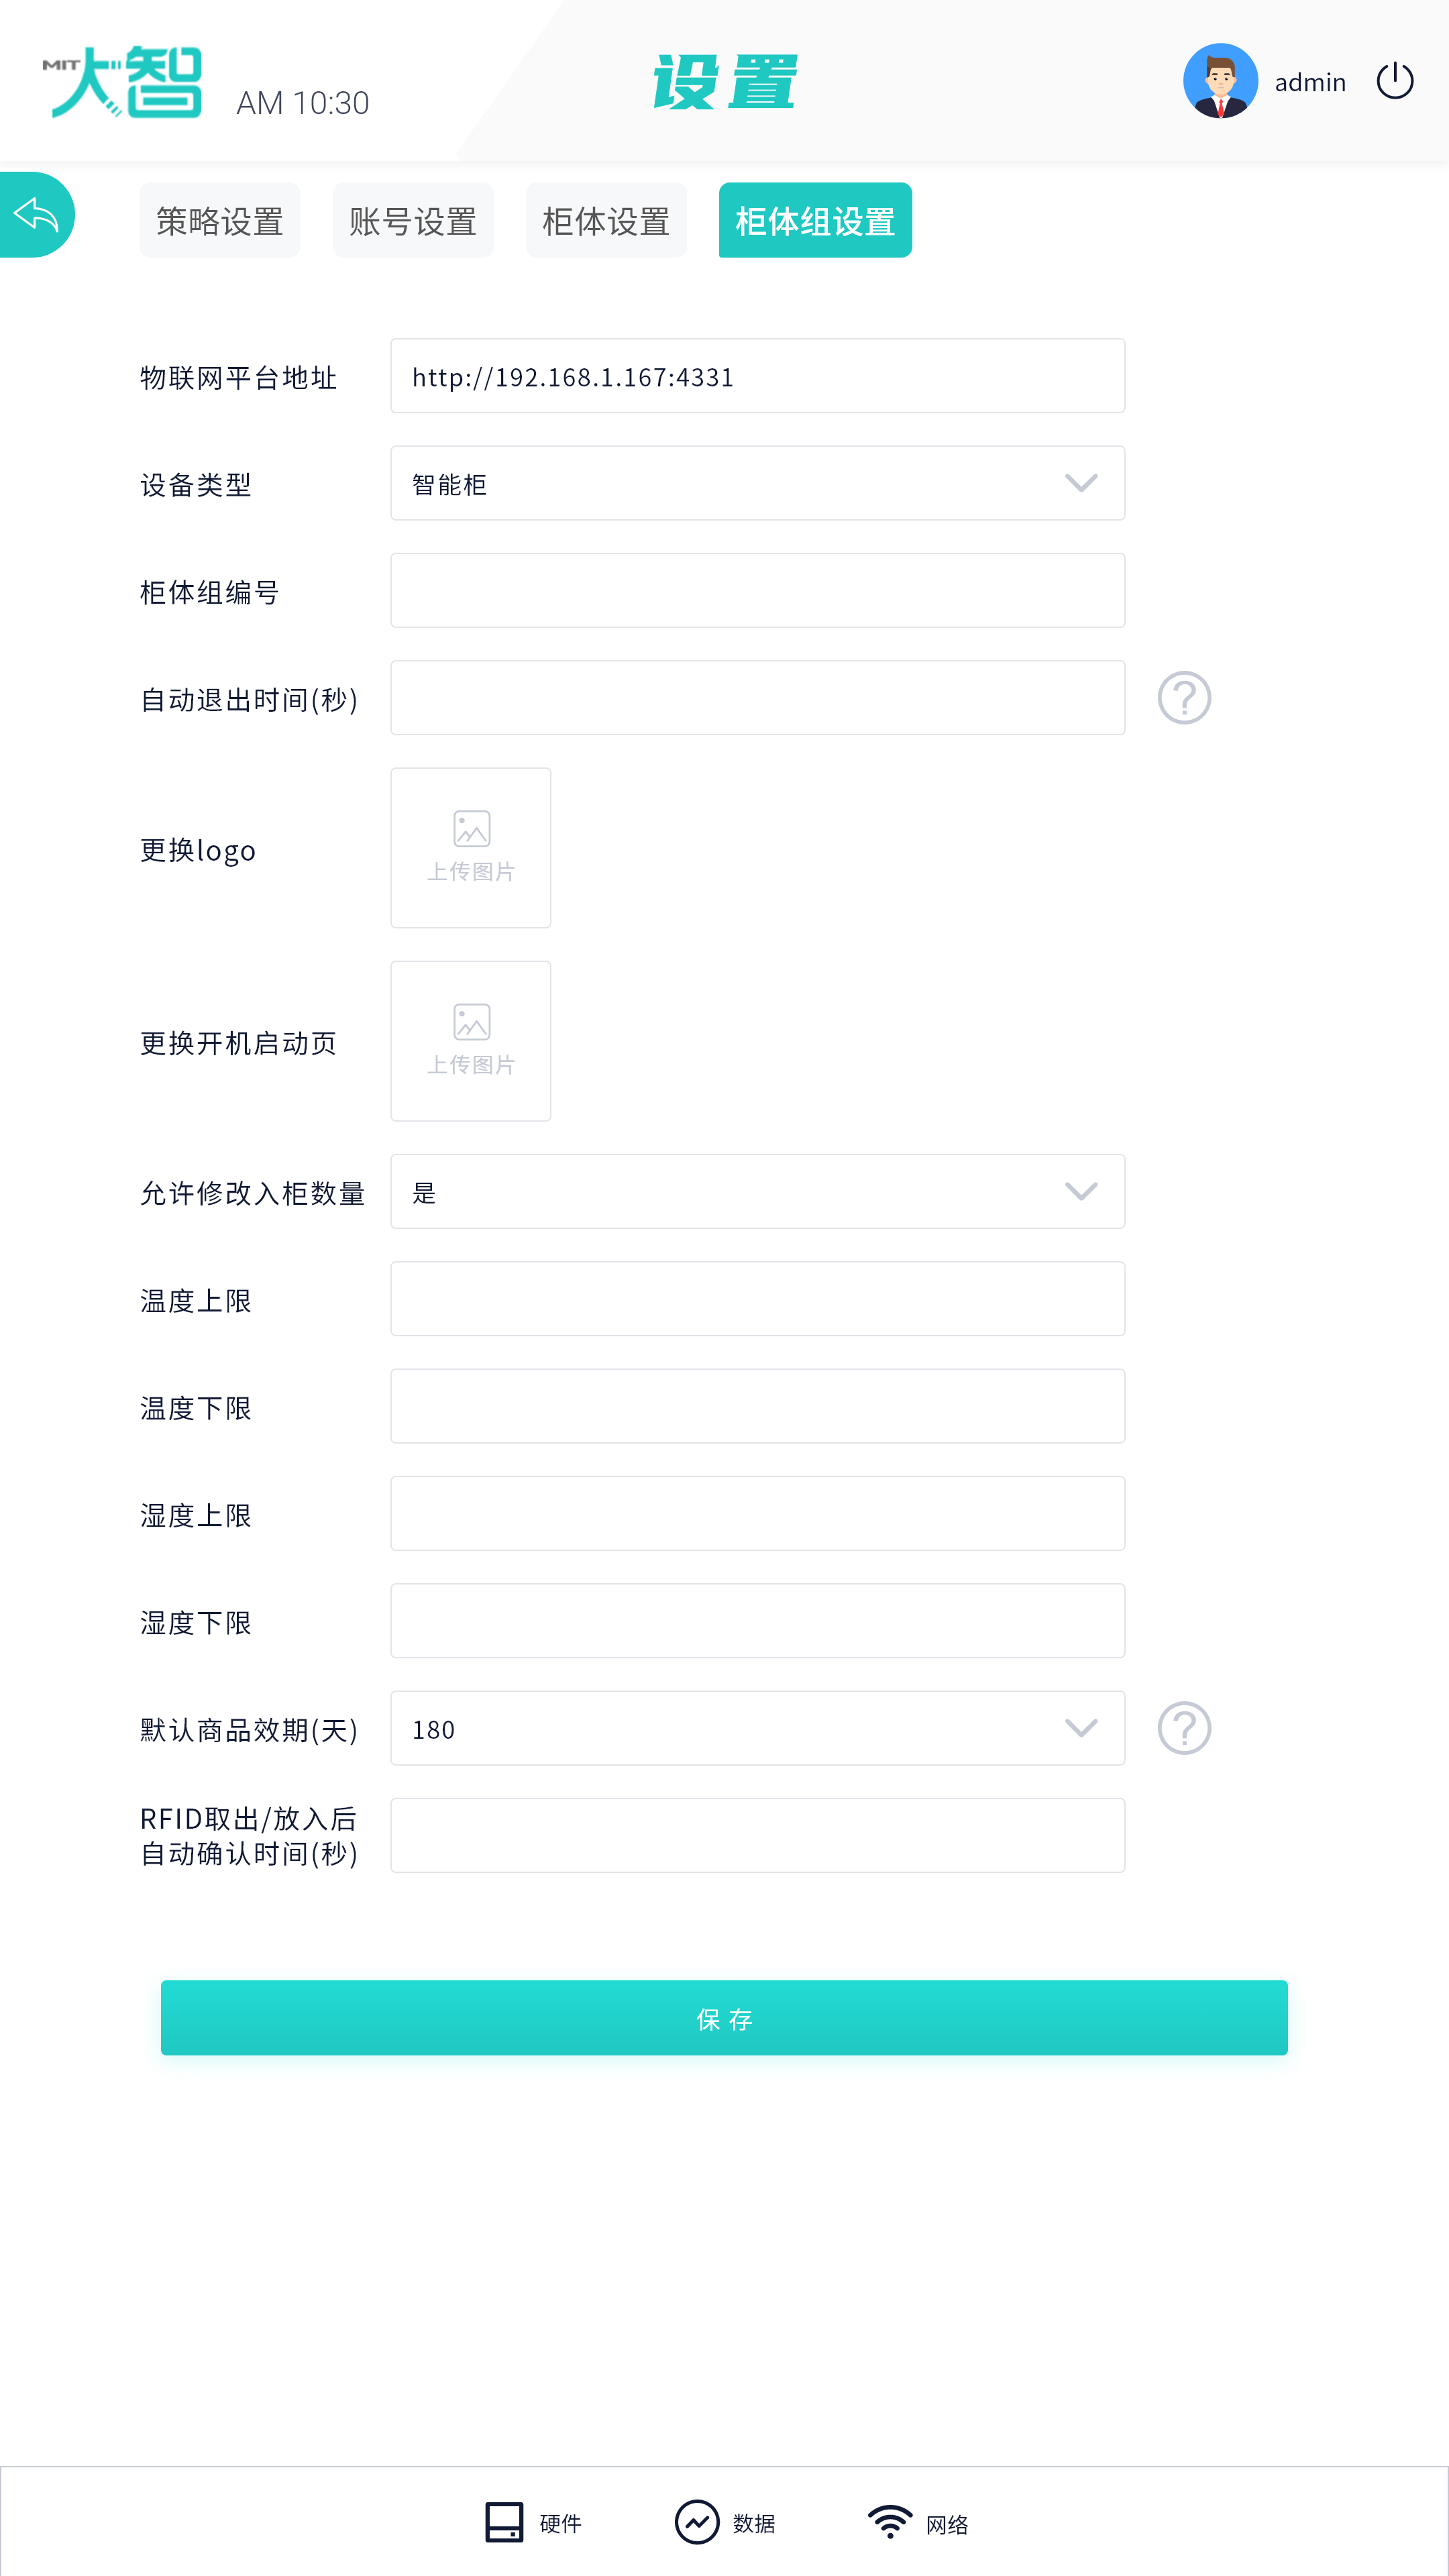 MIT大智
AM 10:30
设置
admin
策略设置
账号设置
柜体设置
柜体组设置
物联网平台地址
http://192.168.1.167:4331
设备类型
智能柜
柜体组编号
自动退出时间(秒)
?
更换logo
上传图片
更换开机启动页
上传图片
允许修改入柜数量
是
温度上限
温度下限
湿度上限
湿度下限
默认商品效期(天)
180
?
RFID取出/放入后
自动确认时间(秒)
保存
硬件
数据
网络